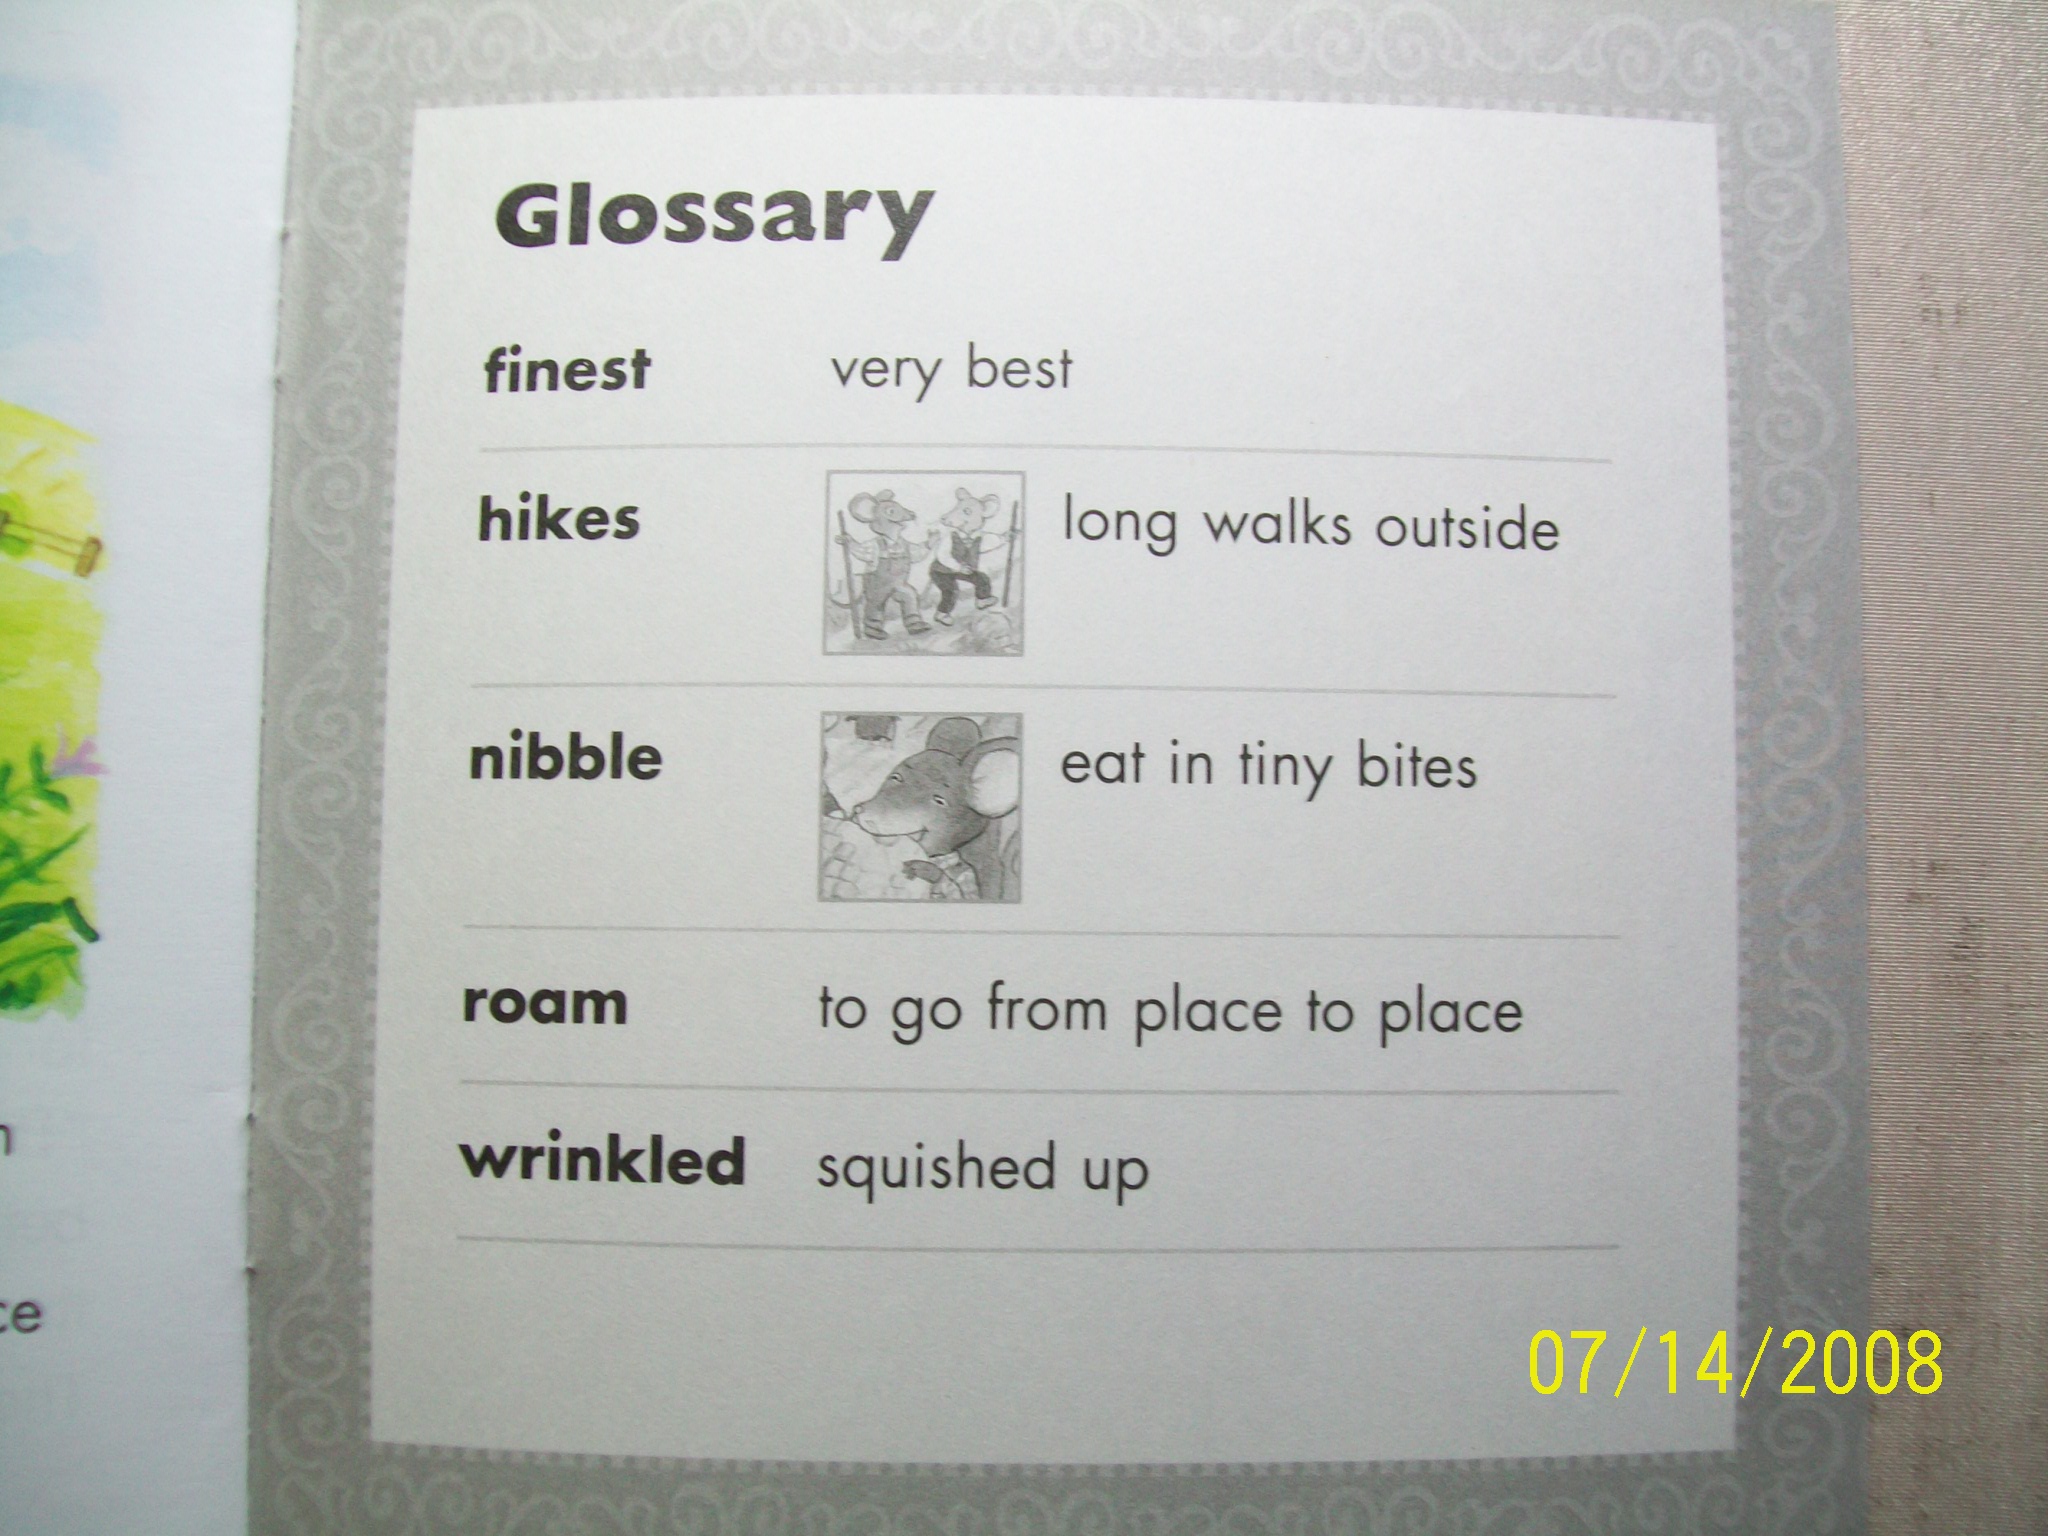 Glossary
finest very best
hikes long walks outside
nibble eat in tiny bites
roam to go from place to place
wrinkled squished up
07/14/2008